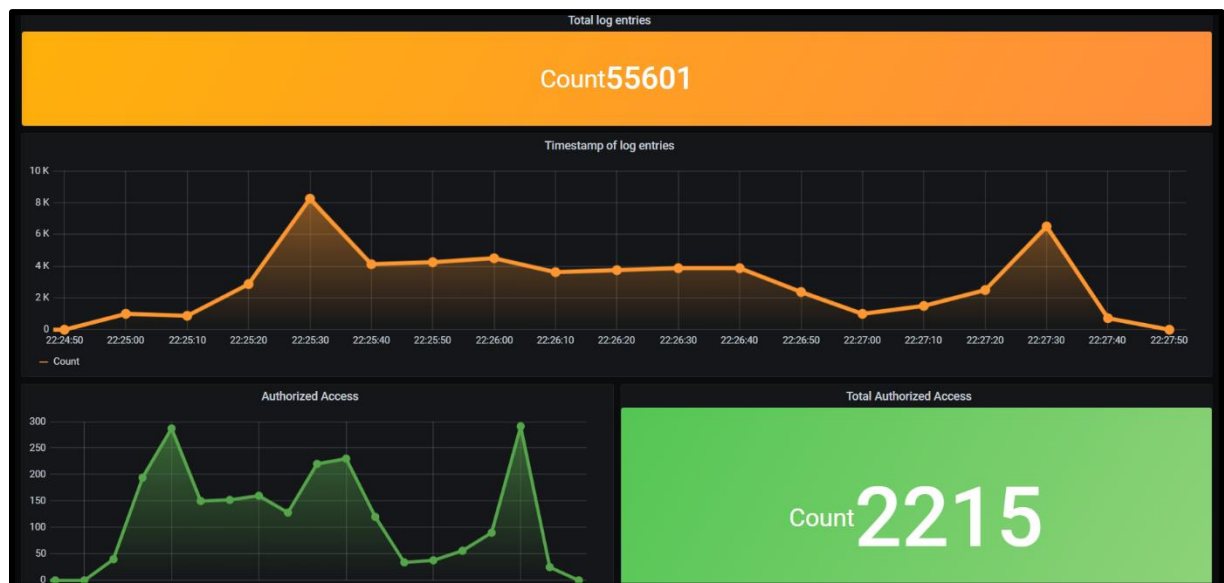 Total log entries
Count55601
Timestamp of log entries
10 K
8 K
6 K
4 K
2 K
0
22:24:50 22:25:00 22:25:10 22:25:20 22:25:30 22:25:40 22:25:50 22:26:00 22:26:10 22:26:20 22:26:30 22:26:40 22:26:50 22:27:00 22:27:10 22:27:20 22:27:30 22:27:40 22:27:50
Count
Authorized Access
300
250
200
150
100
50
0
Total Authorized Access
Count2215